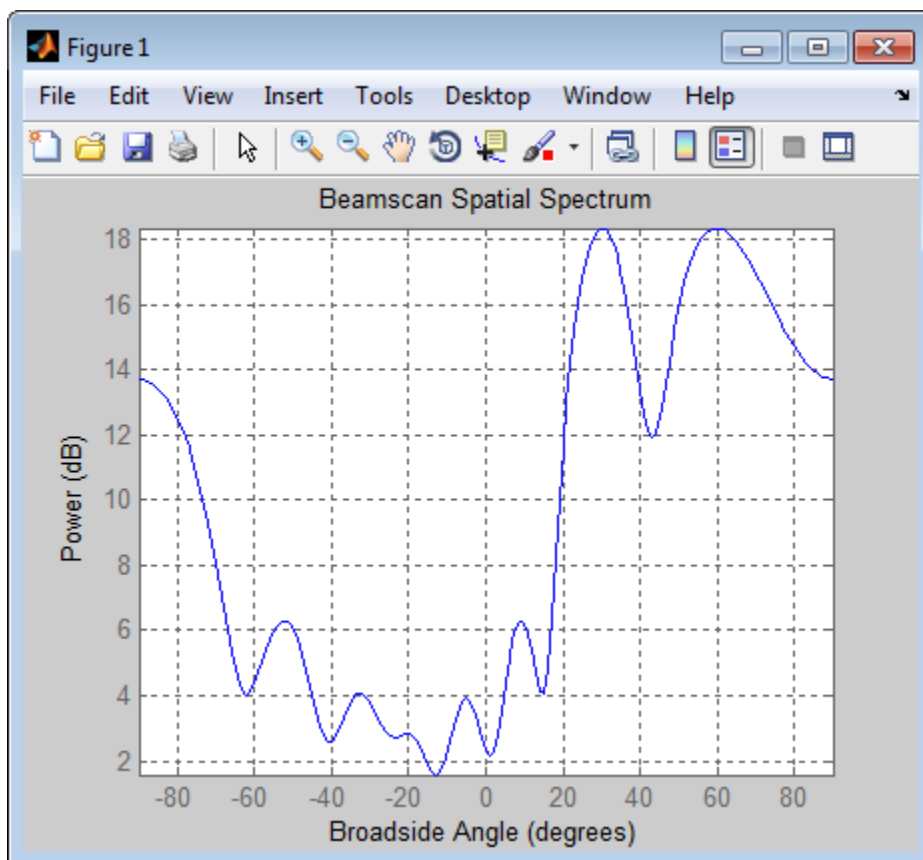 Figure 1
File Edit View Insert Tools Desktop Window Help
Beamscan Spatial Spectrum
18
16
14
12
10
8
6
4
2
Power (dB)
-80 -60 -40 -20 0 20 40 60 80
Broadside Angle (degrees)